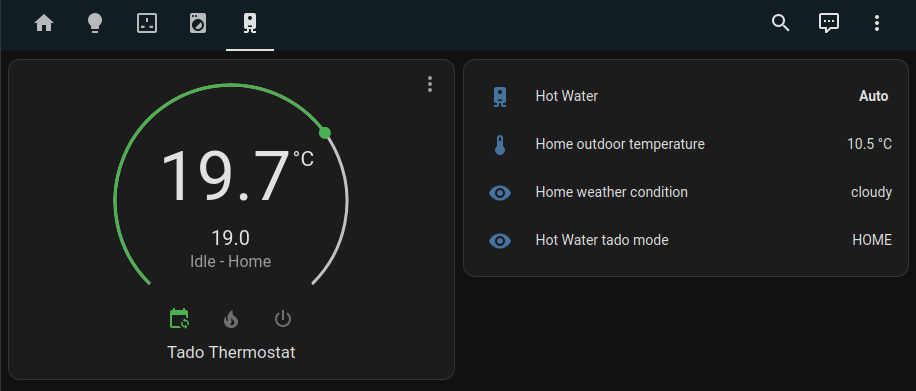 19.7 °C
19.0
Idle - Home
Tado Thermostat
Hot Water Auto
Home outdoor temperature 10.5 °C
Home weather condition cloudy
Hot Water tado mode HOME